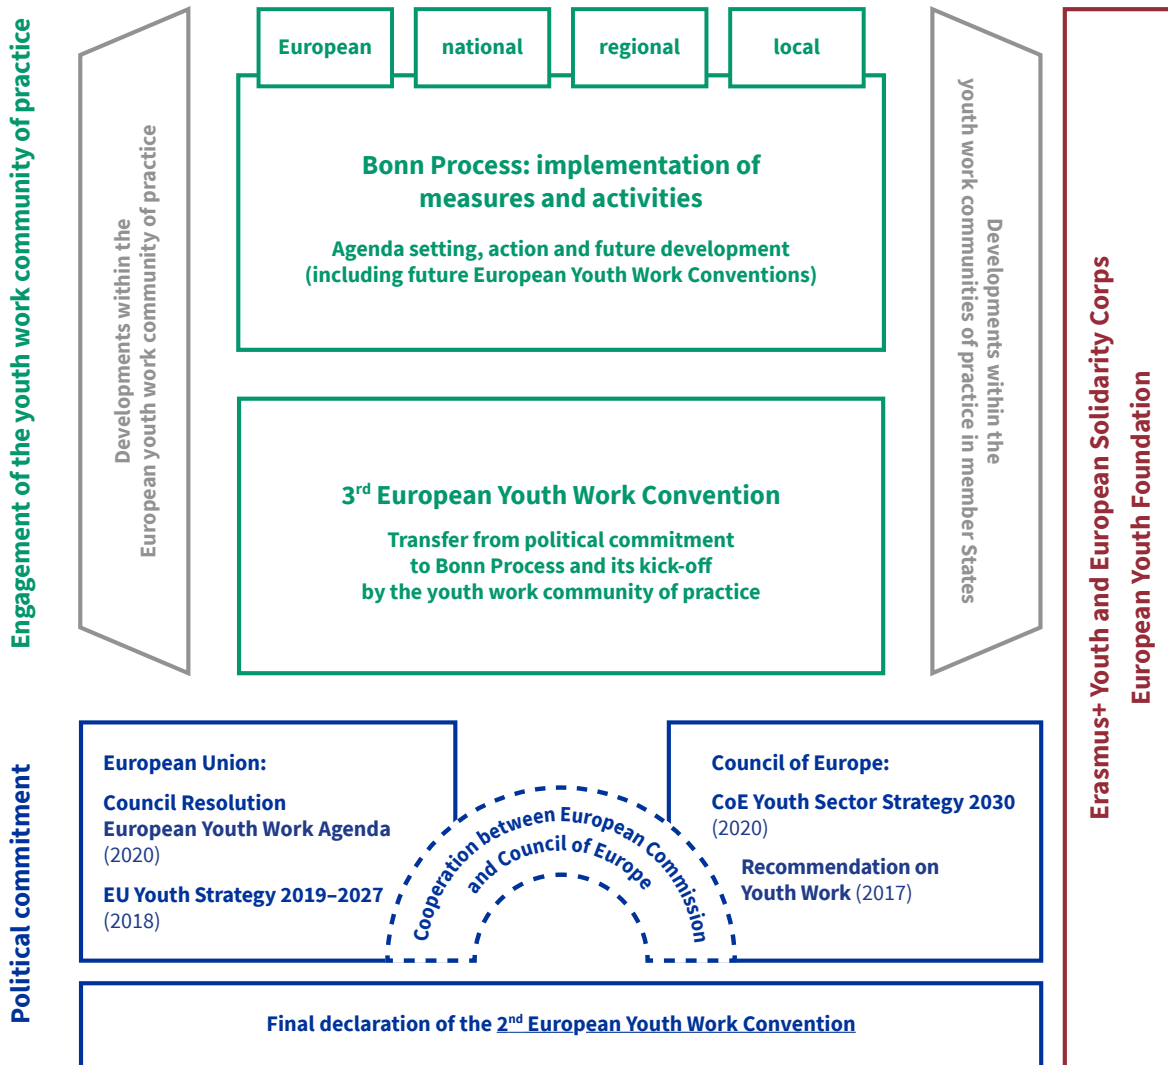 Engagement of the youth work community of practice
Developments within the
European youth work community of practice
European
national
regional
local
Bonn Process: implementation of
measures and activities
Agenda setting, action and future development
(including future European Youth Work Conventions)
3rd European Youth Work Convention
Transfer from political commitment
to Bonn Process and its kick-off
by the youth work community of practice
Developments within the
youth work communities of practice in member States
Erasmus+ Youth and European Solidarity Corps
European Youth Foundation
Political commitment
European Union:
Council Resolution
European Youth Work Agenda
(2020)
EU Youth Strategy 2019–2027
(2018)
Cooperation between European Commission
and Council of Europe
Council of Europe:
CoE Youth Sector Strategy 2030
(2020)
Recommendation on
Youth Work (2017)
Final declaration of the 2nd European Youth Work Convention